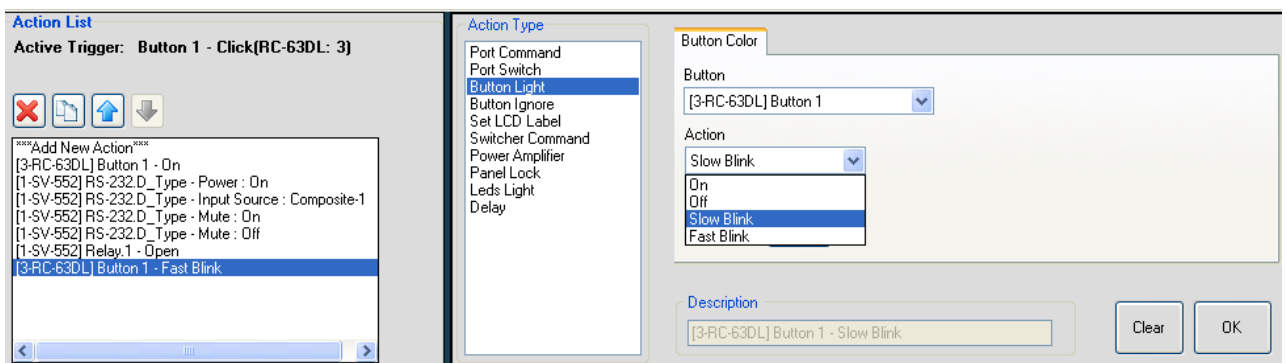 Action List
Active Trigger: Button 1 - Click(RC-63DL: 3)
***Add New Action***
[3-RC-63DL] Button 1 - On
[1-SV-552] RS-232.D_Type - Power : On
[1-SV-552] RS-232.D_Type - Input Source : Composite-1
[1-SV-552] RS-232.D_Type - Mute : On
[1-SV-552] RS-232.D_Type - Mute : Off
[1-SV-552] Relay.1 - Open
[3-RC-63DL] Button 1 - Fast Blink
Action Type
Port Command
Port Switch
Button Light
Button Ignore
Set LCD Label
Switcher Command
Power Amplifier
Panel Lock
Leds Light
Delay
Button Color
Button
[3-RC-63DL] Button 1
Action
Slow Blink
On
Off
Slow Blink
Fast Blink
Description
[3-RC-63DL] Button 1 - Slow Blink
Clear
OK